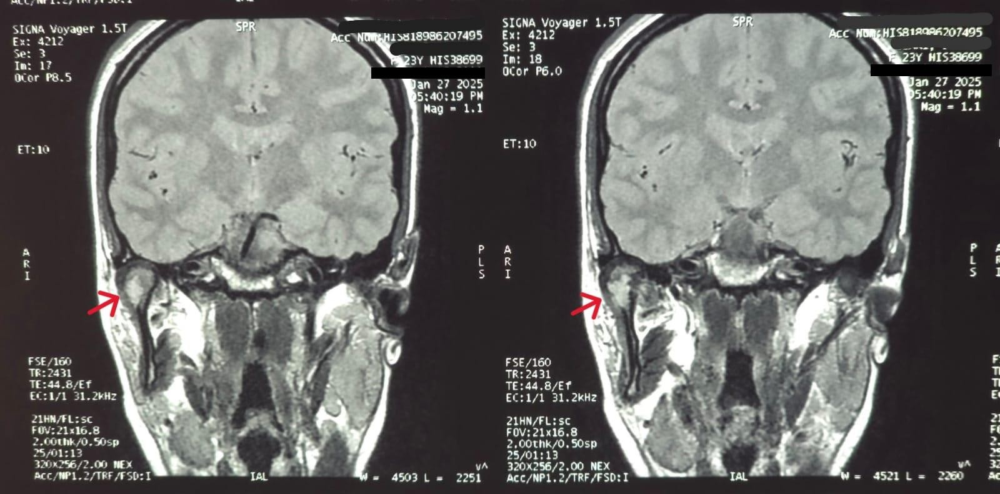 Acc/NP1.2/TRF/FSD:I
SIGNA Voyager 1.5T
Ex: 4212
Se: 3
Im: 17
OCor P8.5
SPR
Acc Num:HIS818986207495
F 23Y HIS38699
Jan 27 2025
05:40:19 PM
Mag = 1.1
ET:10
A
R
I
P
L
S
FSE/160
TR:2431
TE:44.8/Ef
EC:1/1 31.2kHz
21HN/FL:sc
FOV:21x16.8
2.00thk/0.50sp
25/01:13
320X256/2.00 NEX
Acc/NP1.2/TRF/FSD:I
IAL
W = 4503 L = 2251
SIGNA Voyager 1.5T
Ex: 4212
Se: 3
Im: 18
OCor P6.0
SPR
Acc Num:HIS818986207495
F 23Y HIS38699
Jan 27 2025
05:40:19 PM
Mag = 1.1
ET:10
A
R
I
P
L
S
FSE/160
TR:2431
TE:44.8/Ef
EC:1/1 31.2kHz
21HN/FL:sc
FOV:21x16.8
2.00thk/0.50sp
25/01:13
320X256/2.00 NEX
Acc/NP1.2/TRF/FSD:I
IAL
W = 4521 L = 2260